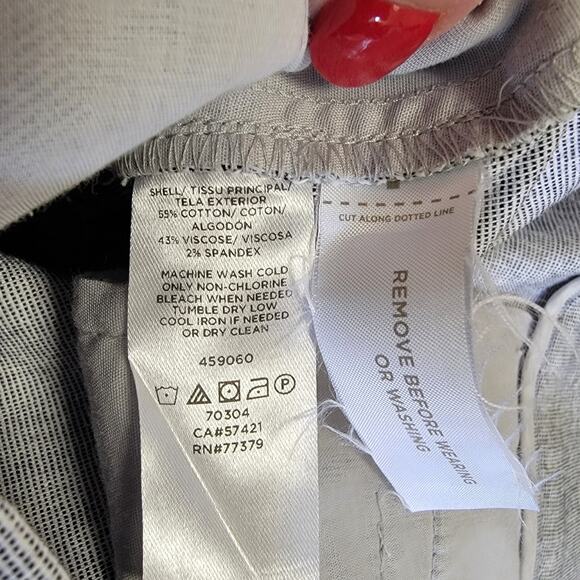 SHELL/ TISSU PRINCIPAL/
TELA EXTERIOR
55% COTTON/ COTON/
ALGODÓN
43% VISCOSE/ VISCOSA
2% SPANDEX
MACHINE WASH COLD
ONLY NON-CHLORINE
BLEACH WHEN NEEDED
TUMBLE DRY LOW
COOL IRON IF NEEDED
OR DRY CLEAN
459060
P
70304
CA#57421
RN#77379
CUT ALONG DOTTED LINE
REMOVE BEFORE WEARING
OR WASHING